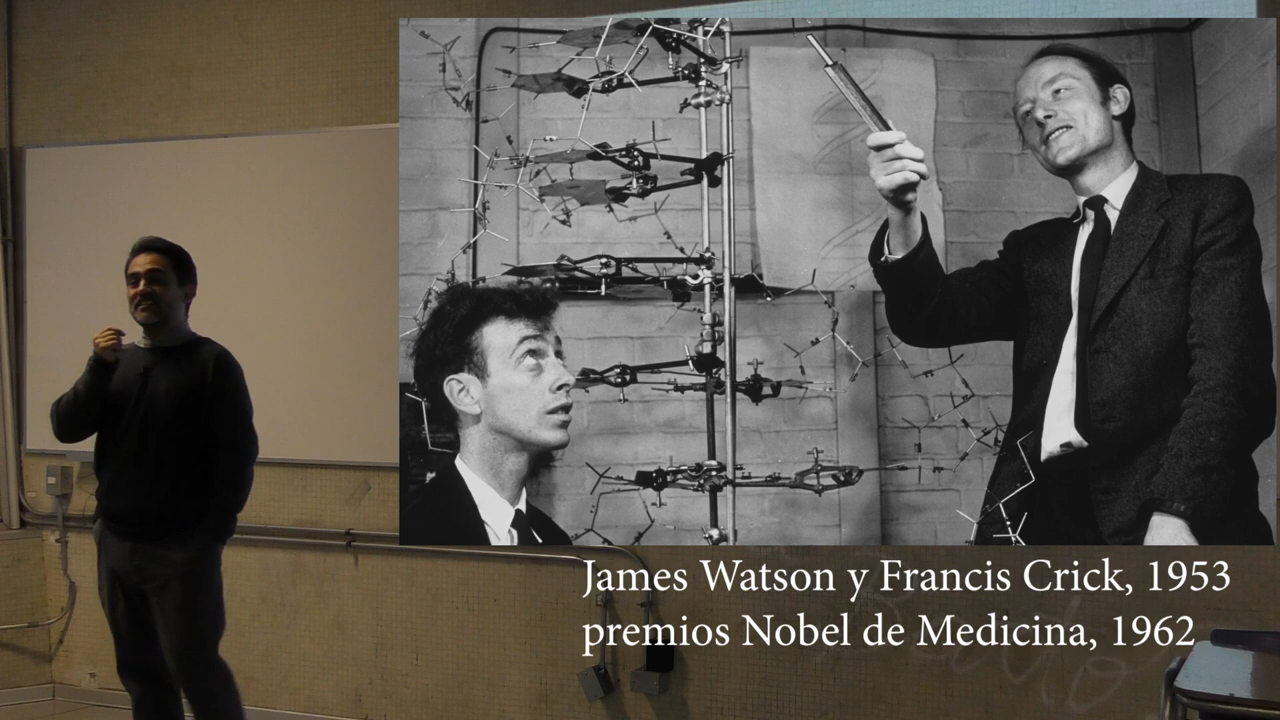 James Watson y Francis Crick, 1953
premios Nobel de Medicina, 1962